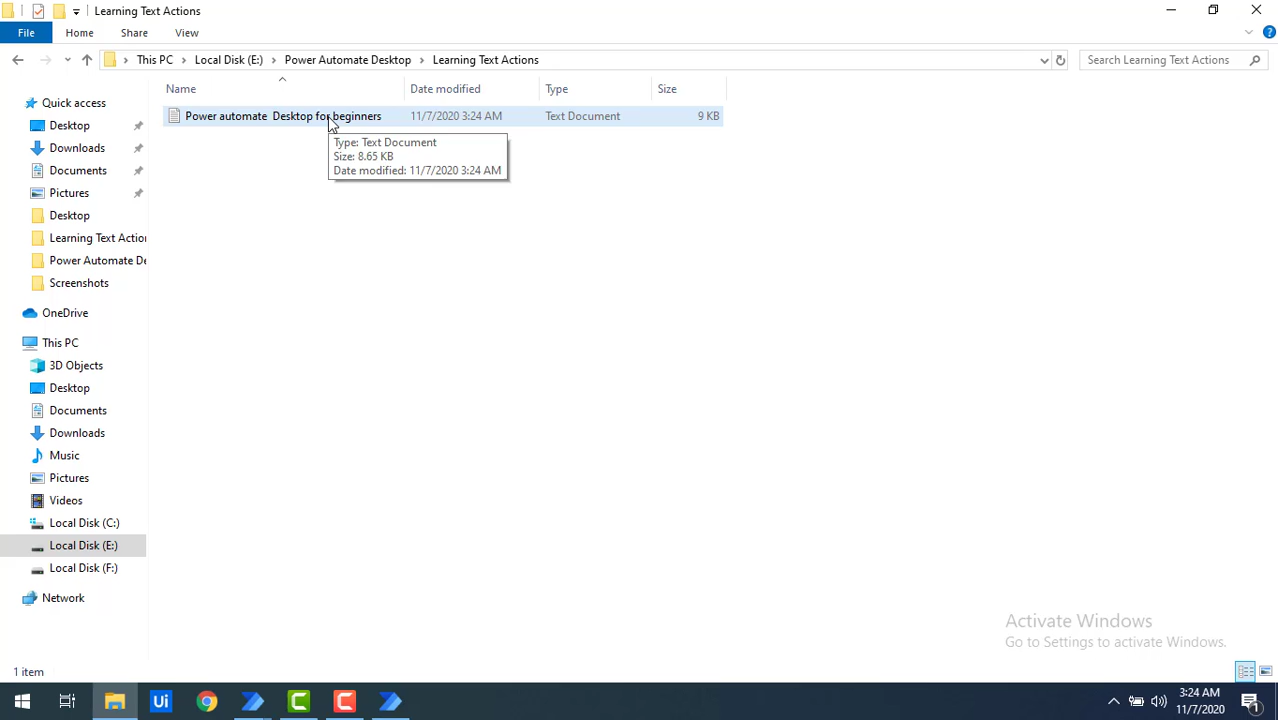 Learning Text Actions
File Home Share View
This PC Local Disk (E:) Power Automate Desktop Learning Text Actions
Search Learning Text Actions
Name Date modified Type Size
Power automate  Desktop for beginners 11/7/2020 3:24 AM Text Document 9 KB
Type: Text Document
Size: 8.65 KB
Date modified: 11/7/2020 3:24 AM
Quick access
Desktop
Downloads
Documents
Pictures
Desktop
Learning Text Actio
Power Automate De
Screenshots
OneDrive
This PC
3D Objects
Desktop
Documents
Downloads
Music
Pictures
Videos
Local Disk (C:)
Local Disk (E:)
Local Disk (F:)
Network
Activate Windows
Go to Settings to activate Windows.
1 item
Ui
C
C
3:24 AM
11/7/2020
1